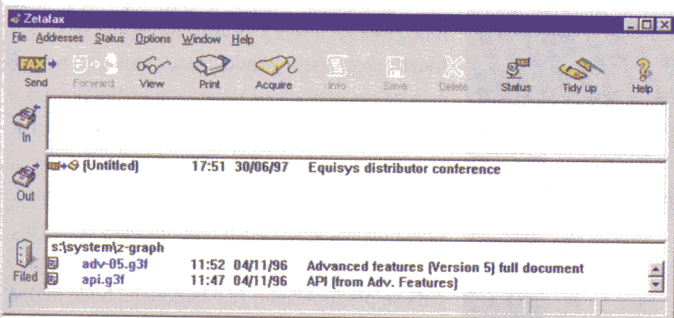 Zetafax
File Addresses Status Options Window Help
FAX
Send Forward View Print Acquire Info Save Delete Status Tidy up Help
In
(Untitled) 17:51 30/06/97 Equisys distributor conference
Out
s:\system\z-graph
adv-05.g3f 11:52 04/11/96 Advanced features (Version 5) full document
Filed
api.g3f 11:47 04/11/96 API (from Adv. Features)